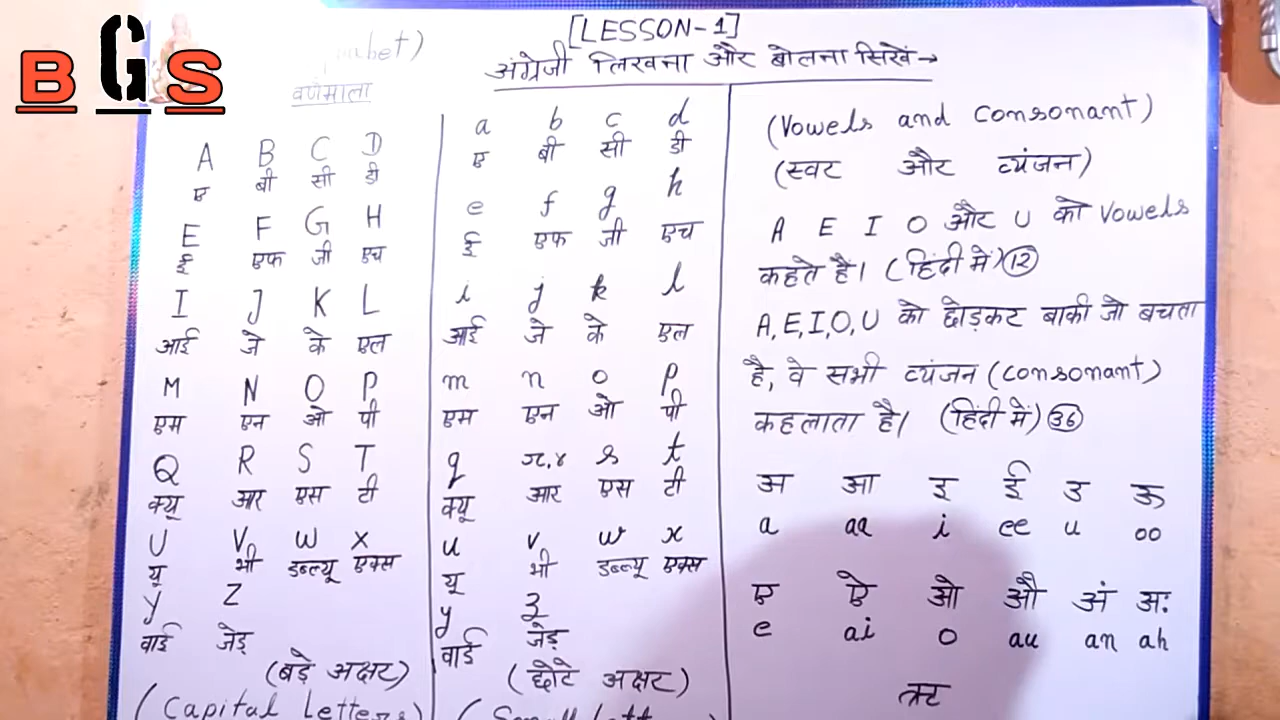 BGS
[LESSON-1]
अंग्रेजी लिखना और बोलना सिखें→
वर्णमाला
A B C D
ए बी सी डी
E F G H
ई एफ जी एच
I J K L
आई जे के एल
M N O P
एम एन ओ पी
Q R S T
क्यू आर एस टी
U V W X
यू भी डब्ल्यू एक्स
Y Z
वाई जेड़
(बड़े अक्षर)
(Capital Letters)
a b c d
ए बी सी डी
e f g h
ई एफ जी एच
i j k l
आई जे के एल
m n o p
एम एन ओ पी
q r,r s t
क्यू आर एस टी
u v w x
यू भी डब्ल्यू एक्स
y z
वाई जेड़
(छोटे अक्षर)
(Vowels and Consonant)
(स्वर और व्यंजन)
A E I O और U को Vowels
कहते है। (हिंदी में) 12
A,E,I,O,U को छोड़कर बाकी जो बचता
है, वे सभी व्यंजन (Consonant)
कहलाता है। (हिंदी में) 36
अ आ इ ई उ ऊ
a aa i ee u oo
ए ऐ ओ औ अं अः
e ai o au an ah
ऋ